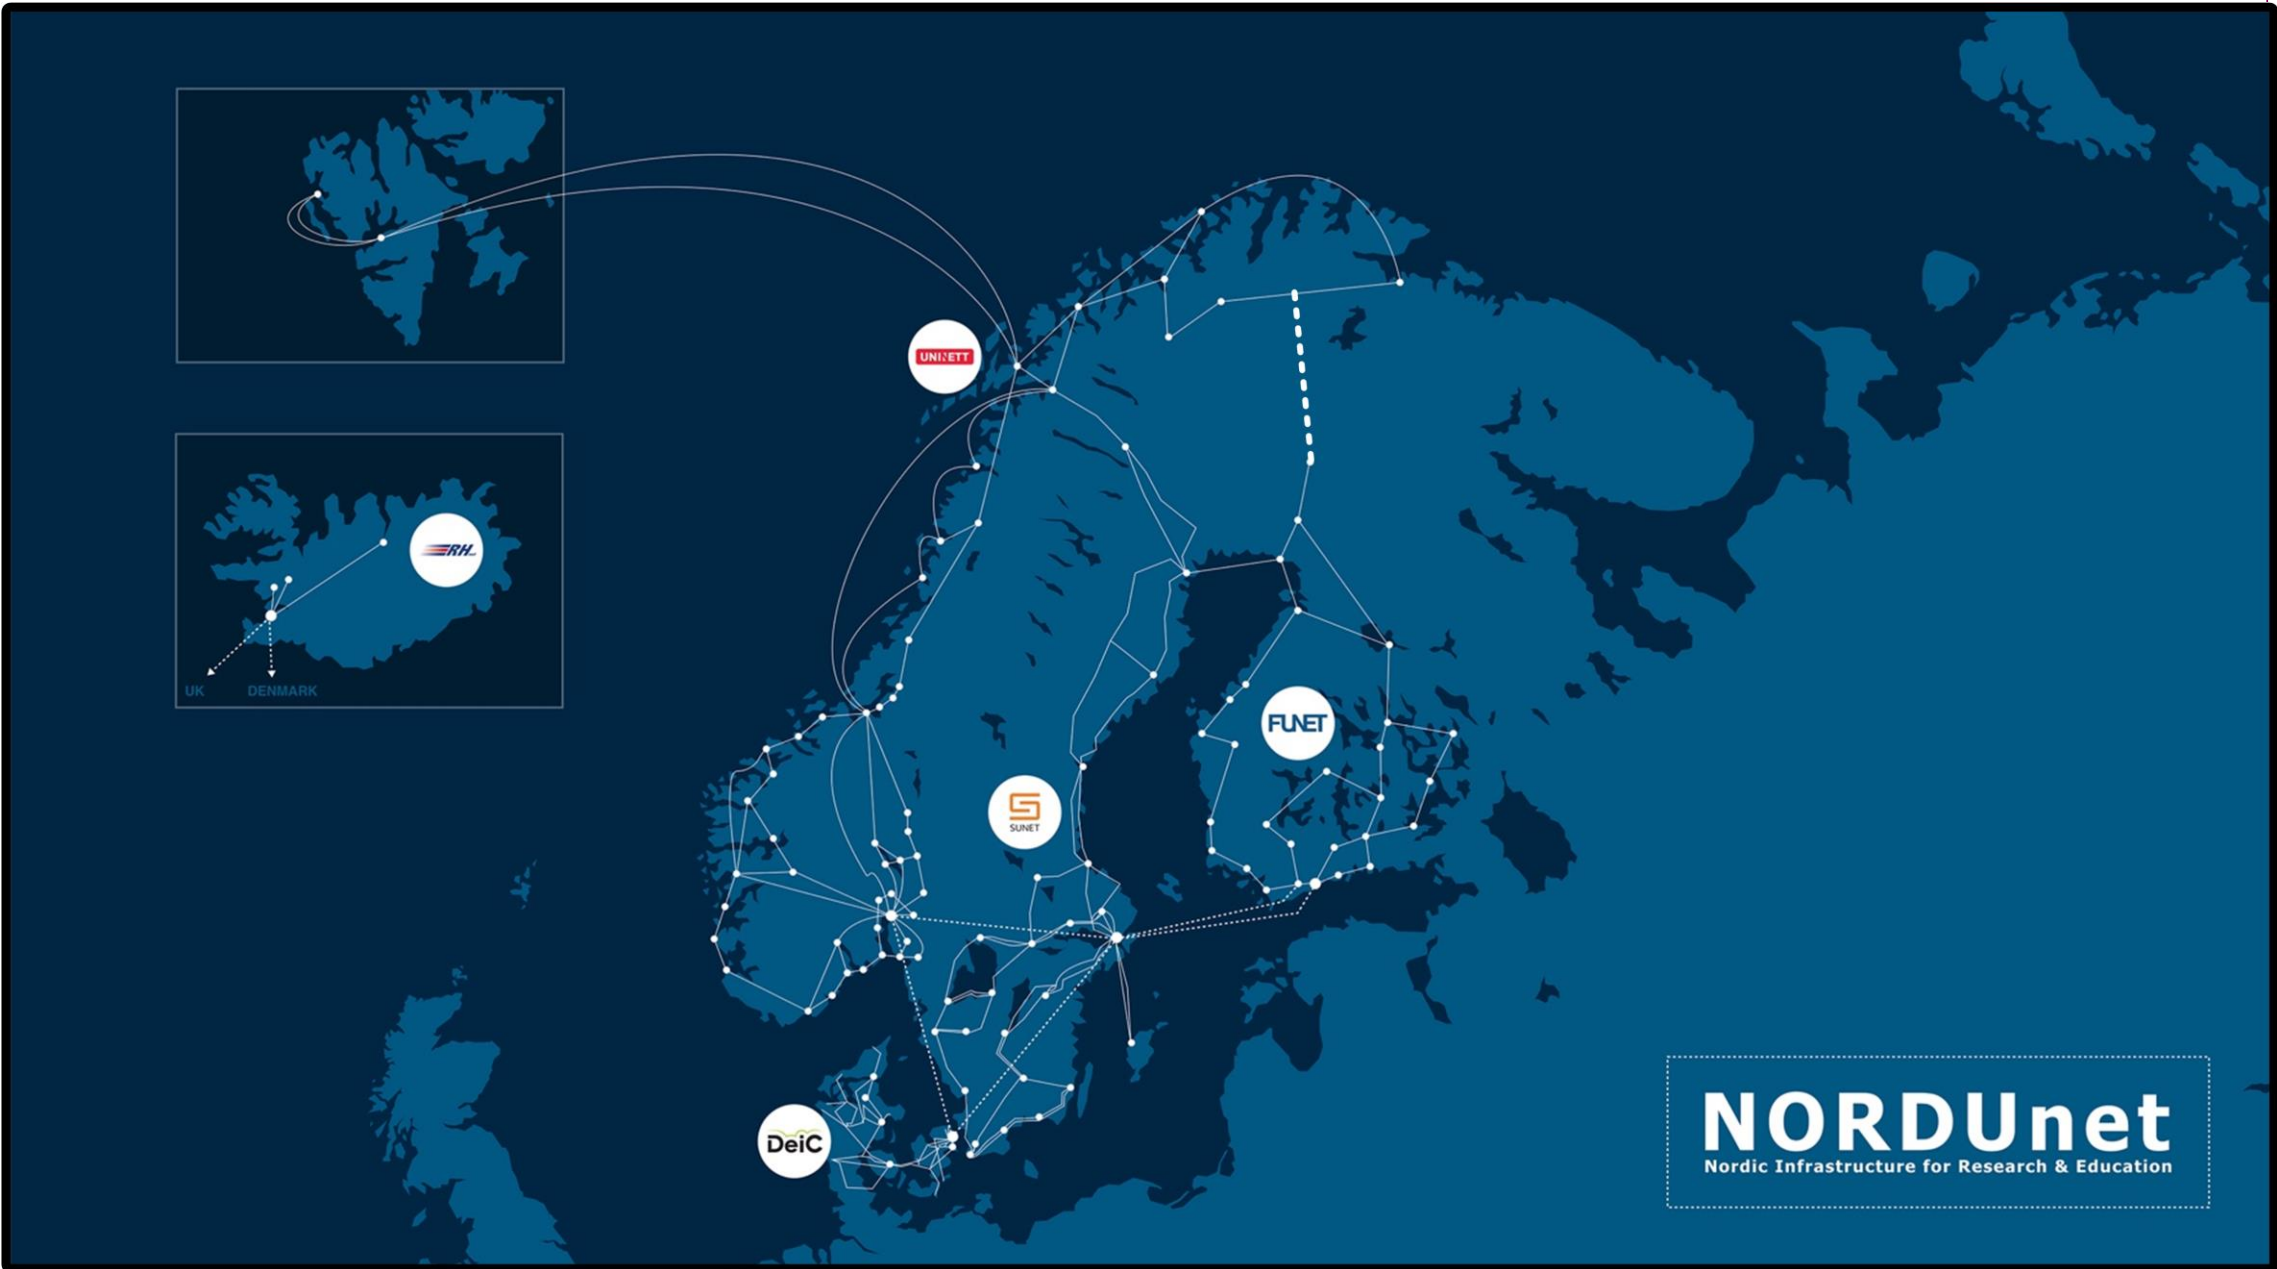 UNINETT
RH
UK
DENMARK
FUNET
SUNET
DeiC
NORDUnet
Nordic Infrastructure for Research & Education